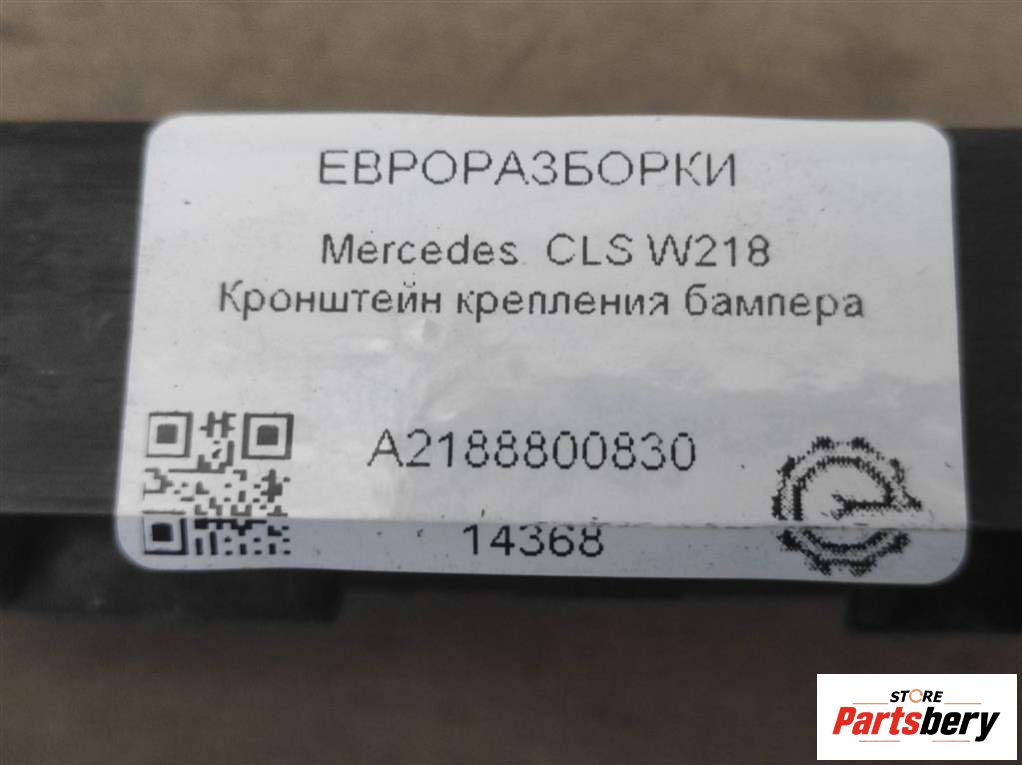 ЕВРОРАЗБОРКИ
Mercedes CLS W218
Кронштейн крепления бампера
A2188800830
14368
STORE
Partsbery